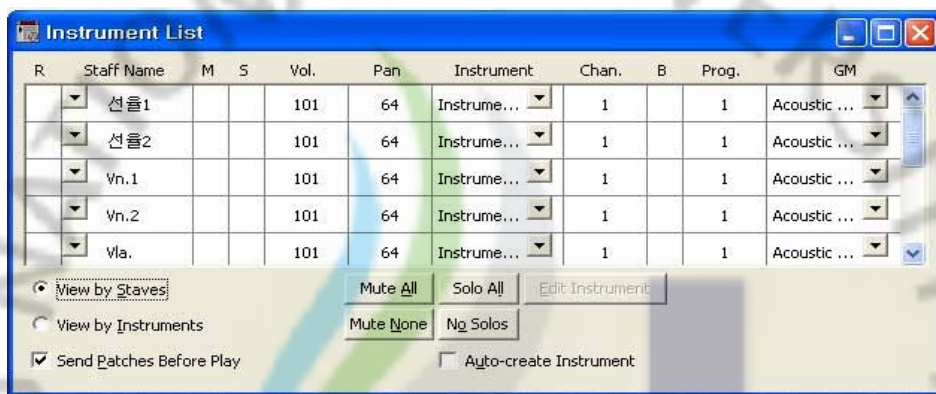 Instrument List
R Staff Name M S Vol. Pan Instrument Chan. B Prog. GM
선율1 101 64 Instrume... 1 1 Acoustic ...
선율2 101 64 Instrume... 1 1 Acoustic ...
Vn.1 101 64 Instrume... 1 1 Acoustic ...
Vn.2 101 64 Instrume... 1 1 Acoustic ...
Vla. 101 64 Instrume... 1 1 Acoustic ...
View by Staves Mute All Solo All Edit Instrument
View by Instruments Mute None No Solos
Send Patches Before Play Auto-create Instrument